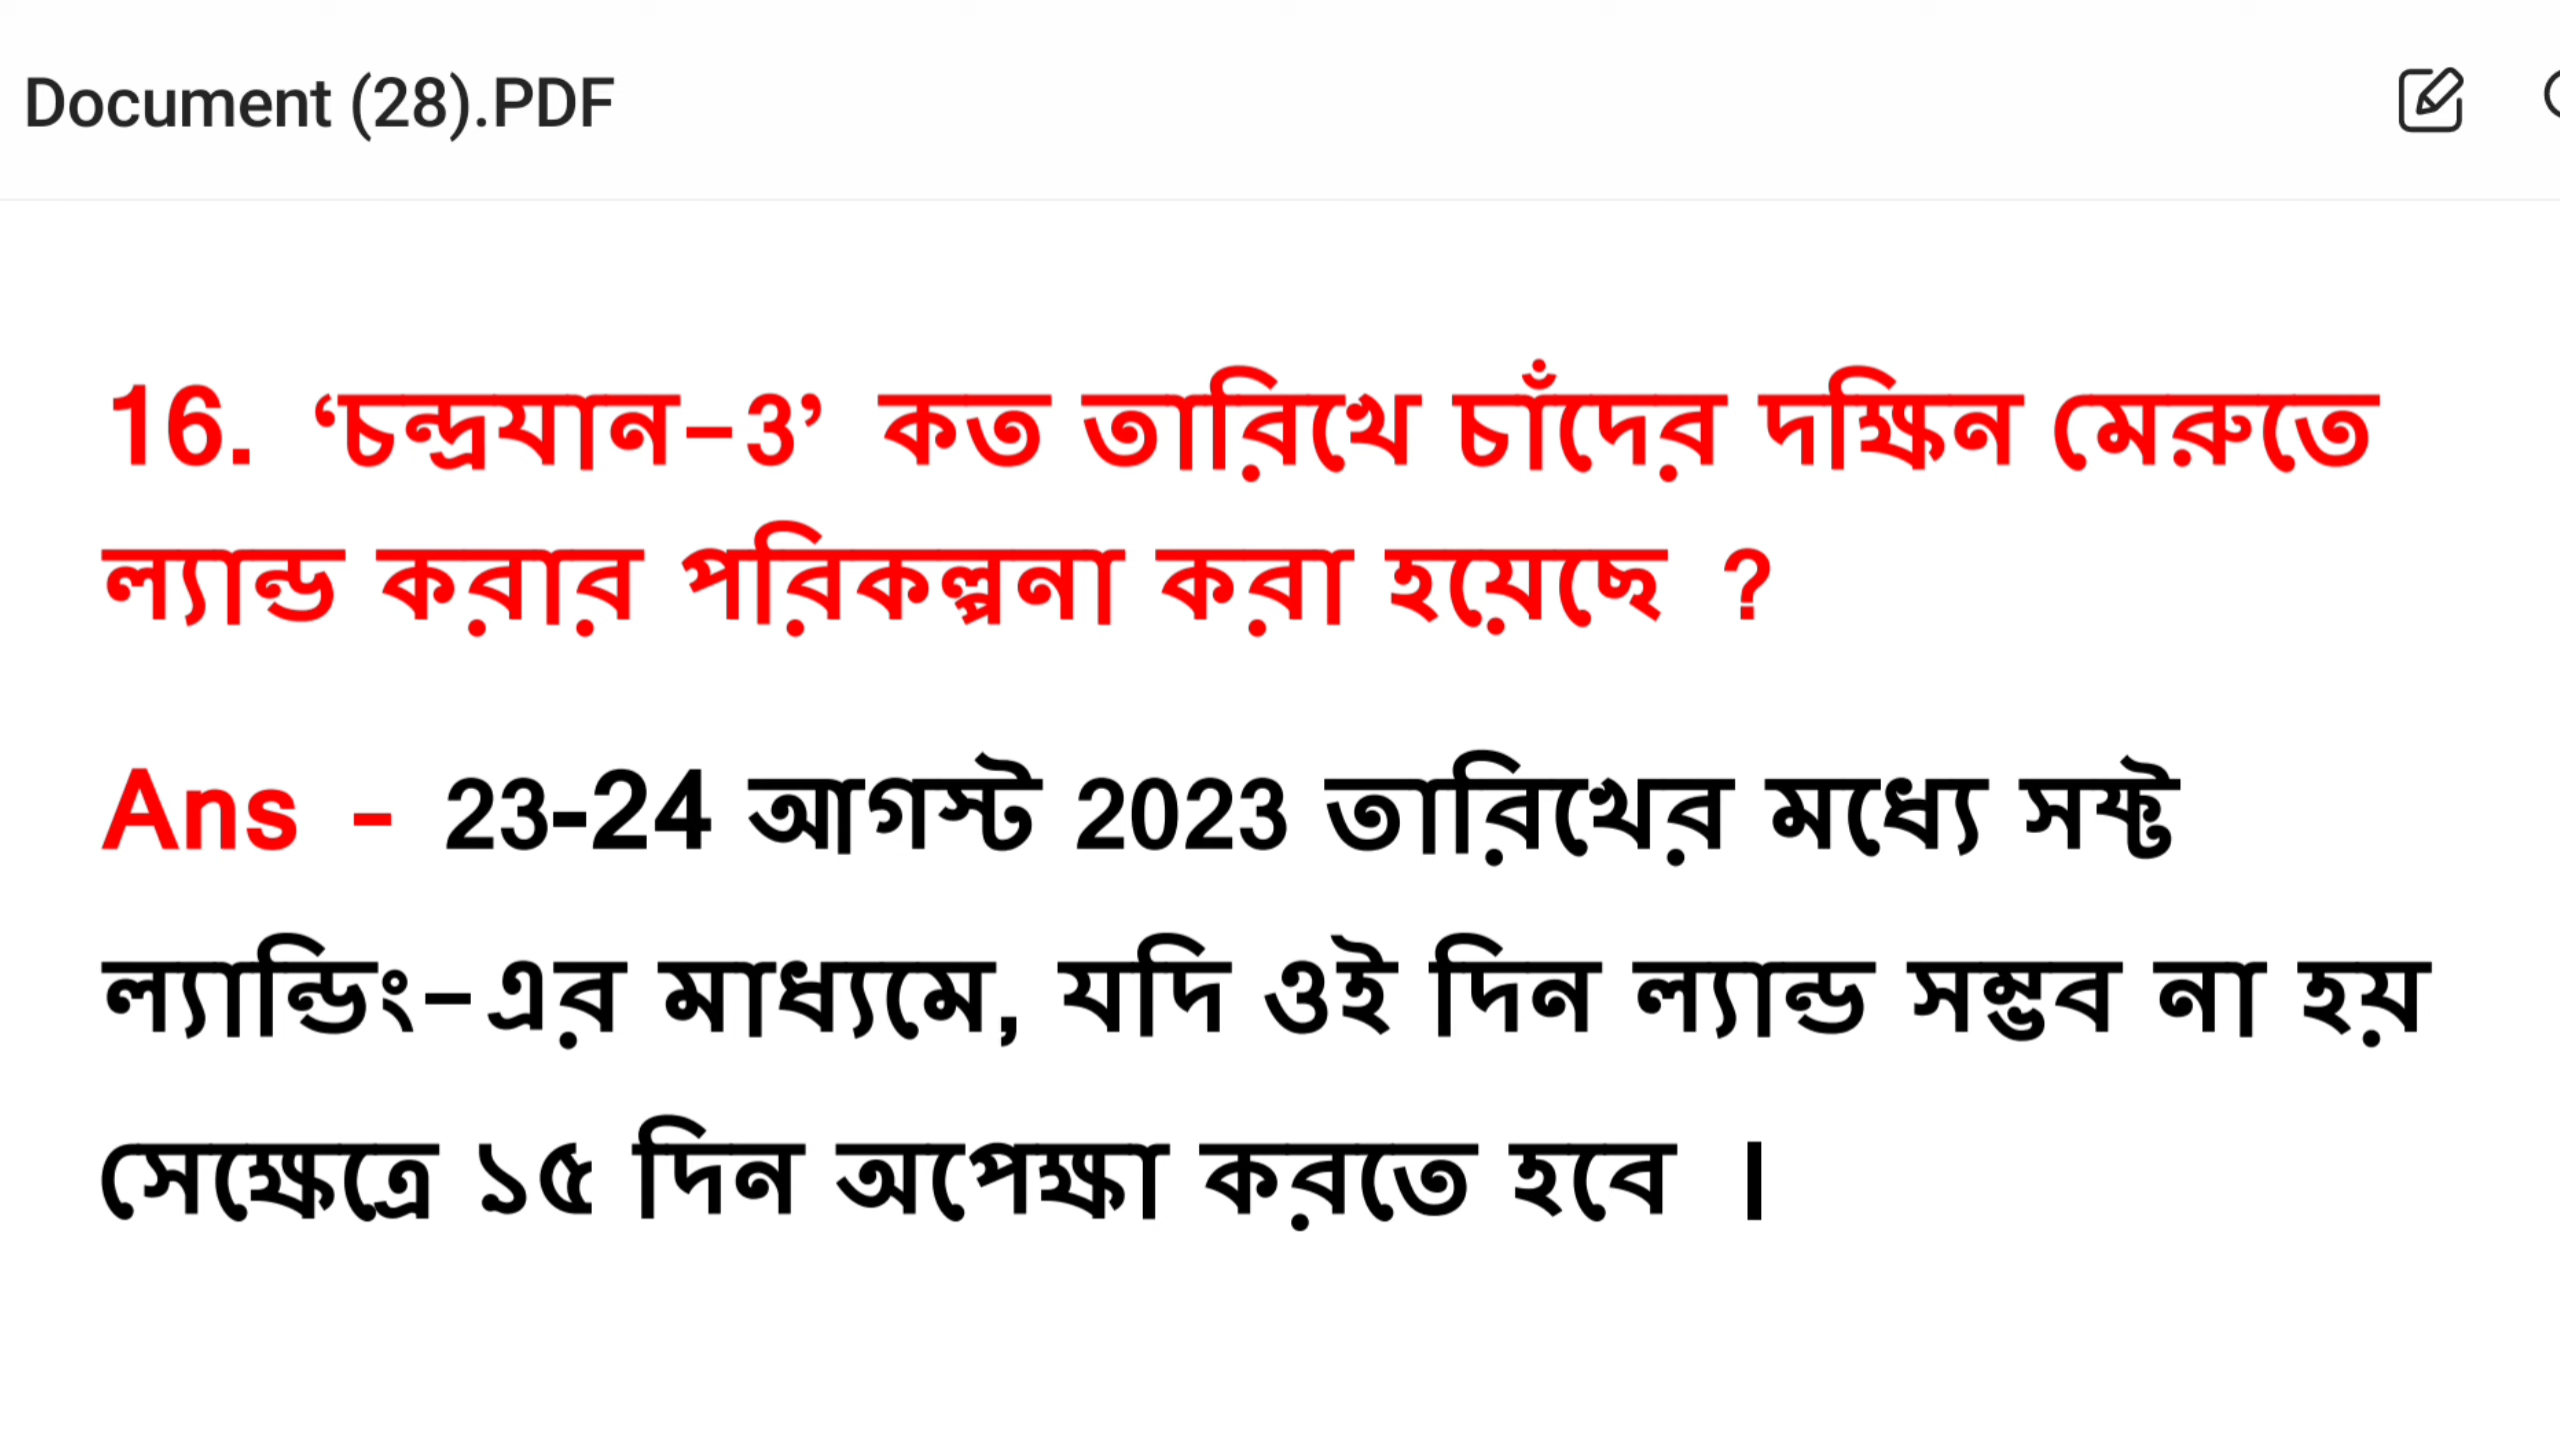 Document (28).PDF
16. ‘চন্দ্রযান–3’ কত তারিখে চাঁদের দক্ষিন মেরুতে
ল্যান্ড করার পরিকল্পনা করা হয়েছে ?
Ans - 23-24 আগস্ট 2023 তারিখের মধ্যে সফ্ট
ল্যান্ডিং–এর মাধ্যমে, যদি ওই দিন ল্যান্ড সম্ভব না হয়
সেক্ষেত্রে ১৫ দিন অপেক্ষা করতে হবে ।